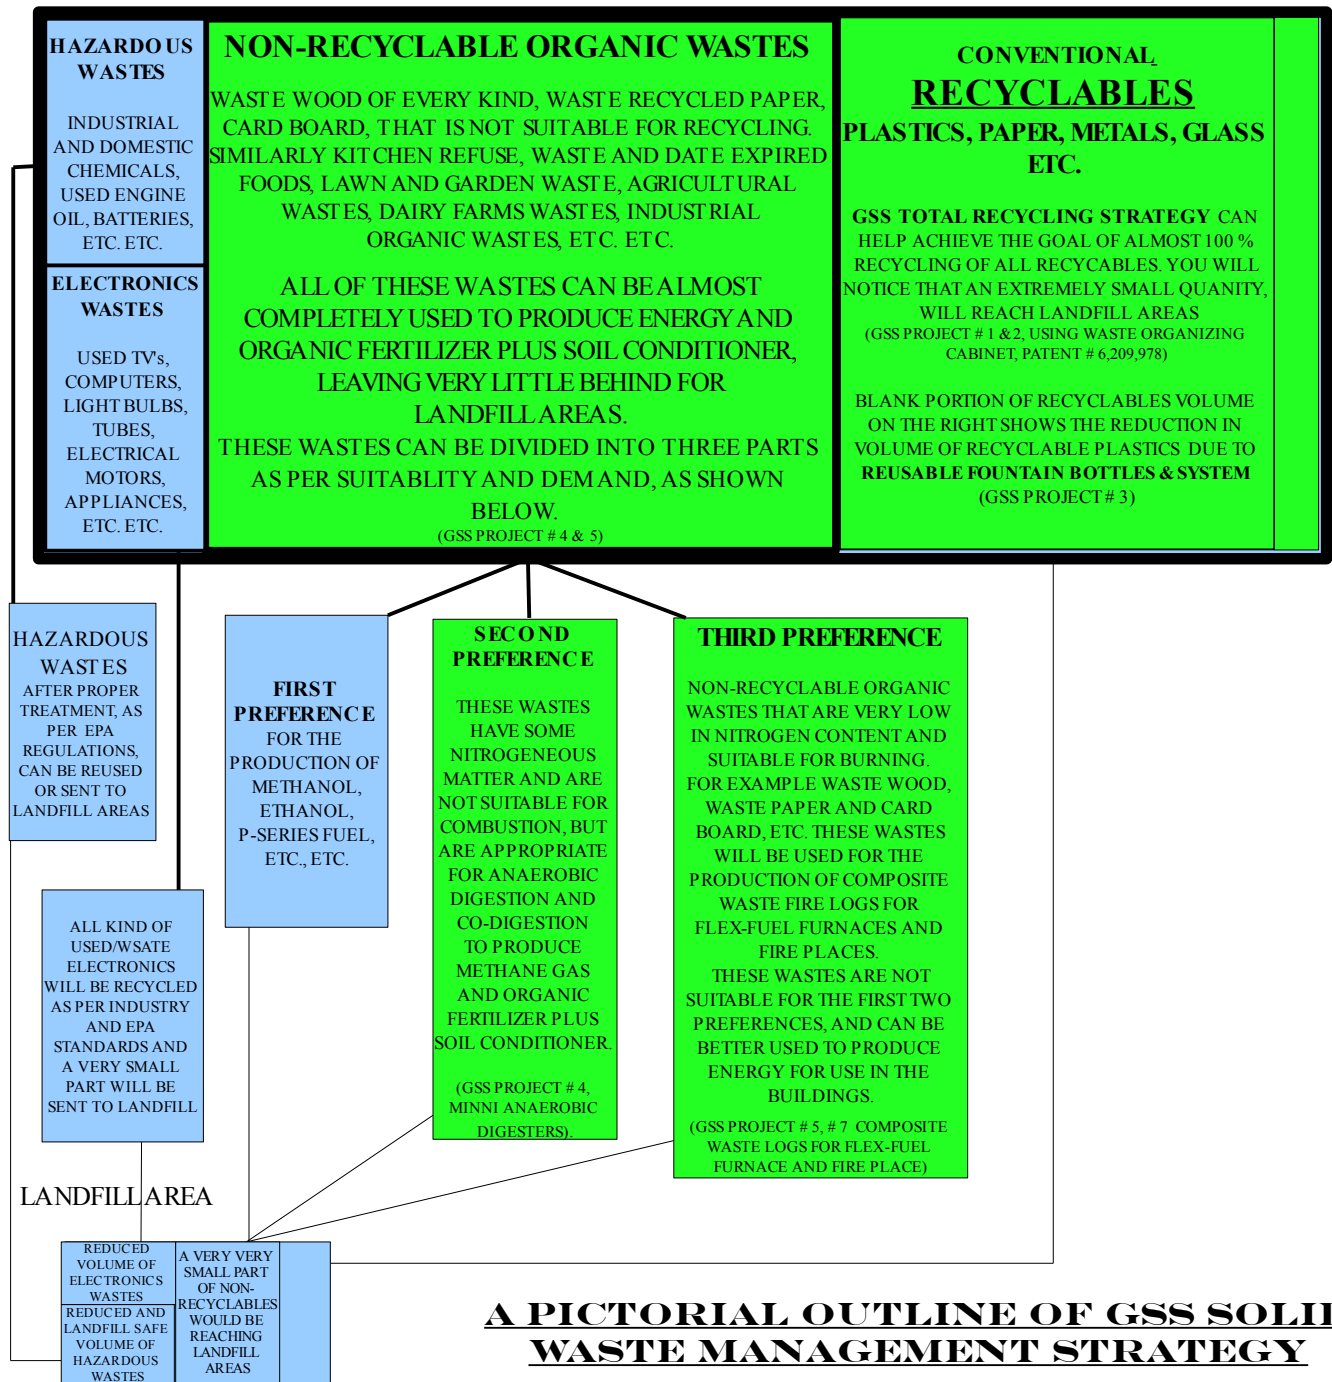 HAZARDOUS
WASTES
INDUSTRIAL
AND DOMESTIC
CHEMICALS,
USED ENGINE
OIL, BATTERIES,
ETC. ETC.
ELECTRONICS
WASTES
USED TV's,
COMPUTERS,
LIGHT BULBS,
TUBES,
ELECTRICAL
MOTORS,
APPLIANCES,
ETC. ETC.
NON-RECYCLABLE ORGANIC WASTES
WASTE WOOD OF EVERY KIND, WASTE RECYCLED PAPER,
CARD BOARD, THAT IS NOT SUITABLE FOR RECYCLING.
SIMILARLY KITCHEN REFUSE, WASTE AND DATE EXPIRED
FOODS, LAWN AND GARDEN WASTE, AGRICULTURAL
WASTES, DAIRY FARMS WASTES, INDUSTRIAL
ORGANIC WASTES, ETC. ETC.
ALL OF THESE WASTES CAN BE ALMOST
COMPLETELY USED TO PRODUCE ENERGY AND
ORGANIC FERTILIZER PLUS SOIL CONDITIONER,
LEAVING VERY LITTLE BEHIND FOR
LANDFILL AREAS.
THESE WASTES CAN BE DIVIDED INTO THREE PARTS
AS PER SUITABLITY AND DEMAND, AS SHOWN
BELOW.
(GSS PROJECT # 4 & 5)
CONVENTIONAL
RECYCLABLES
PLASTICS, PAPER, METALS, GLASS
ETC.
GSS TOTAL RECYCLING STRATEGY CAN
HELP ACHIEVE THE GOAL OF ALMOST 100 %
RECYCLING OF ALL RECYCABLES. YOU WILL
NOTICE THAT AN EXTREMELY SMALL QUANITY,
WILL REACH LANDFILL AREAS
(GSS PROJECT # 1 & 2, USING WASTE ORGANIZING
CABINET, PATENT # 6,209,978)
BLANK PORTION OF RECYCLABLES VOLUME
ON THE RIGHT SHOWS THE REDUCTION IN
VOLUME OF RECYCLABLE PLASTICS DUE TO
REUSABLE FOUNTAIN BOTTLES & SYSTEM
(GSS PROJECT # 3)
HAZARDOUS
WASTES
AFTER PROPER
TREATMENT, AS
PER EPA
REGULATIONS,
CAN BE REUSED
OR SENT TO
LANDFILL AREAS
ALL KIND OF
USED/WSATE
ELECTRONICS
WILL BE RECYCLED
AS PER INDUSTRY
AND EPA
STANDARDS AND
A VERY SMALL
PART WILL BE
SENT TO LANDFILL
FIRST
PREFERENCE
FOR THE
PRODUCTION OF
METHANOL,
ETHANOL,
P-SERIES FUEL,
ETC., ETC.
SECOND
PREFERENCE
THESE WASTES
HAVE SOME
NITROGENEOUS
MATTER AND ARE
NOT SUITABLE FOR
COMBUSTION, BUT
ARE APPROPRIATE
FOR ANAEROBIC
DIGESTION AND
CO-DIGESTION
TO PRODUCE
METHANE GAS
AND ORGANIC
FERTILIZER PLUS
SOIL CONDITIONER.
(GSS PROJECT # 4,
MINNI ANAEROBIC
DIGESTERS).
THIRD PREFERENCE
NON-RECYCLABLE ORGANIC
WASTES THAT ARE VERY LOW
IN NITROGEN CONTENT AND
SUITABLE FOR BURNING.
FOR EXAMPLE WASTE WOOD,
WASTE PAPER AND CARD
BOARD, ETC. THESE WASTES
WILL BE USED FOR THE
PRODUCTION OF COMPOSITE
WASTE FIRE LOGS FOR
FLEX-FUEL FURNACES AND
FIRE PLACES.
THESE WASTES ARE NOT
SUITABLE FOR THE FIRST TWO
PREFERENCES, AND CAN BE
BETTER USED TO PRODUCE
ENERGY FOR USE IN THE
BUILDINGS.
(GSS PROJECT # 5, # 7 COMPOSITE
WASTE LOGS FOR FLEX-FUEL
FURNACE AND FIRE PLACE)
LANDFILL AREA
REDUCED
VOLUME OF
ELECTRONICS
WASTES
REDUCED AND
LANDFILL SAFE
VOLUME OF
HAZARDOUS
WASTES
A VERY VERY
SMALL PART
OF NON-
RECYCLABLES
WOULD BE
REACHING
LANDFILL
AREAS
A PICTORIAL OUTLINE OF GSS SOLI
WASTE MANAGEMENT STRATEGY